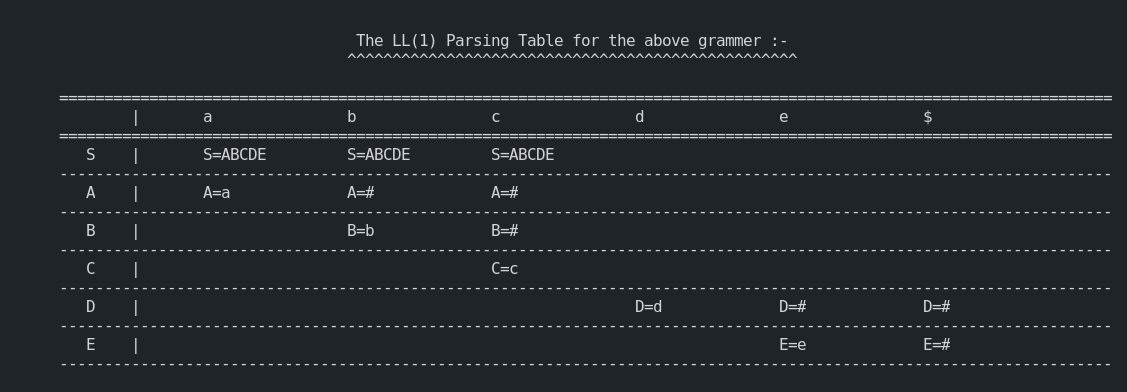 The LL(1) Parsing Table for the above grammer :-
^^^^^^^^^^^^^^^^^^^^^^^^^^^^^^^^^^^^^^^^^^^^^^^^^^
=====================================================================================================================
| a b c d e $
=====================================================================================================================
S | S=ABCDE S=ABCDE S=ABCDE
---------------------------------------------------------------------------------------------------------------------
A | A=a A=# A=#
---------------------------------------------------------------------------------------------------------------------
B | B=b B=#
---------------------------------------------------------------------------------------------------------------------
C | C=c
---------------------------------------------------------------------------------------------------------------------
D | D=d D=# D=#
---------------------------------------------------------------------------------------------------------------------
E | E=e E=#
---------------------------------------------------------------------------------------------------------------------